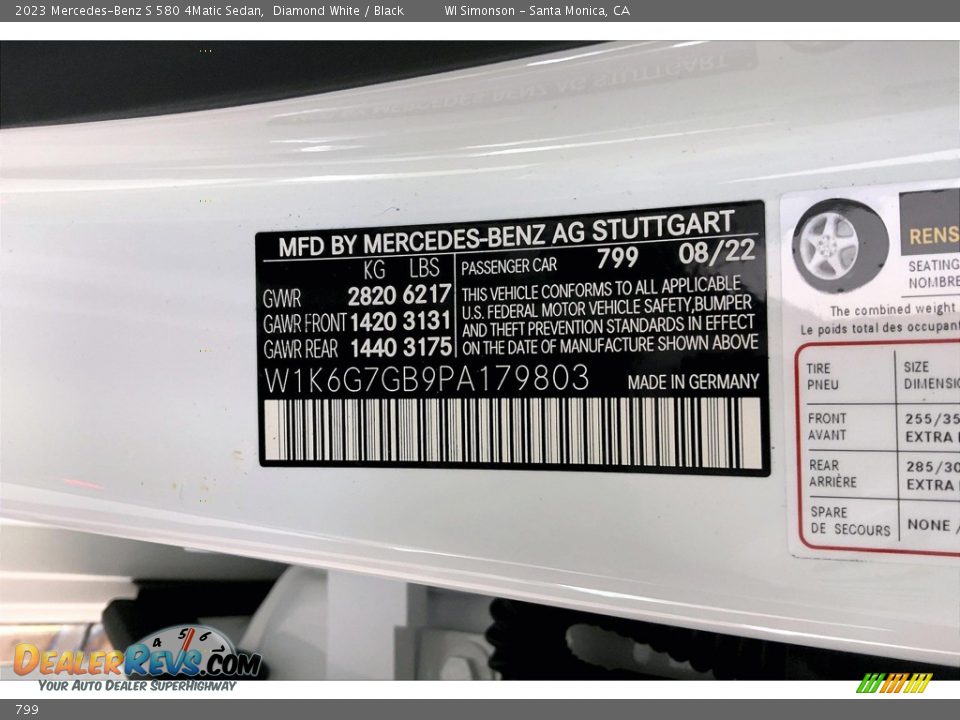 2023 Mercedes-Benz S 580 4Matic Sedan, Diamond White / Black WI Simonson - Santa Monica, CA
MFD BY MERCEDES-BENZ AG STUTTGART
KG LBS PASSENGER CAR 799 08/22
GVWR 2820 6217
GAWR FRONT 1420 3131
GAWR REAR 1440 3175
THIS VEHICLE CONFORMS TO ALL APPLICABLE
U.S. FEDERAL MOTOR VEHICLE SAFETY,BUMPER
AND THEFT PREVENTION STANDARDS IN EFFECT
ON THE DATE OF MANUFACTURE SHOWN ABOVE
W1K6G7GB9PA179803 MADE IN GERMANY
RENS
SEATING
NOMBRE
The combined weight
Le poids total des occupant
TIRE SIZE
PNEU DIMENSIO
FRONT 255/35
AVANT EXTRA
REAR 285/30
ARRIÈRE EXTRA
SPARE NONE /
DE SECOURS
4 5 6
DEALERREVS.COM
YOUR AUTO DEALER SUPERHIGHWAY
799